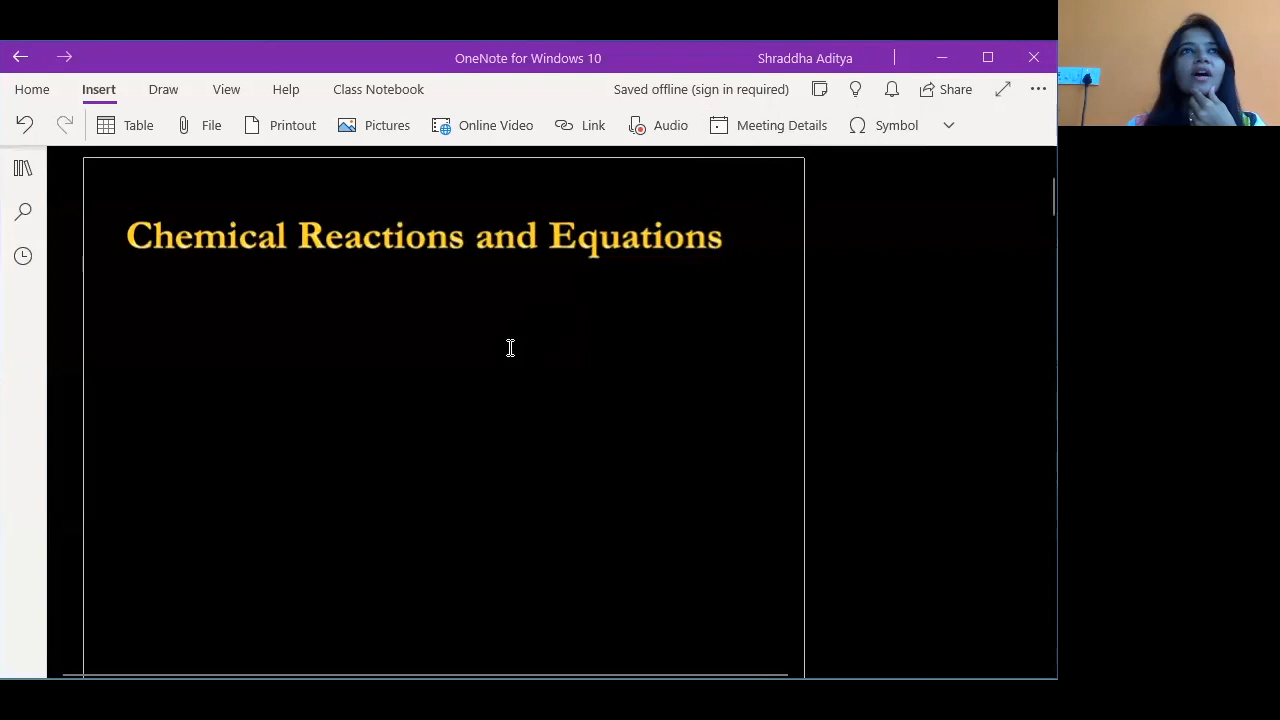 OneNote for Windows 10 Shraddha Aditya
Home Insert Draw View Help Class Notebook Saved offline (sign in required) Share
Table File Printout Pictures Online Video Link Audio Meeting Details Symbol
Chemical Reactions and Equations